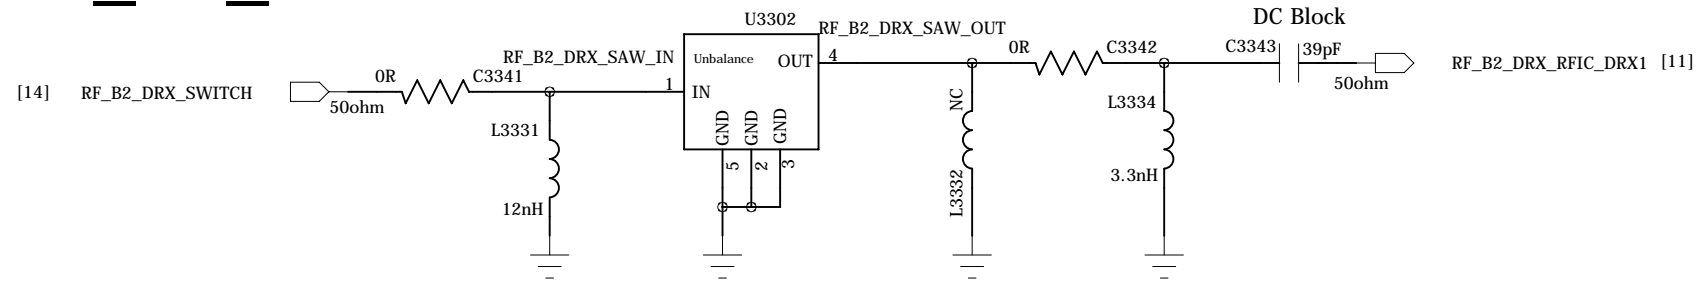 U3302
DC Block
RF_B2_DRX_SAW_OUT
RF_B2_DRX_SAW_IN
Unbalance
OUT
4
0R
C3342
C3343
39pF
RF_B2_DRX_RFIC_DRX1 [11]
50ohm
[14] RF_B2_DRX_SWITCH
0R
C3341
50ohm
1
IN
L3331
12nH
GND
GND
GND
5
2
3
NC
L3332
L3334
3.3nH